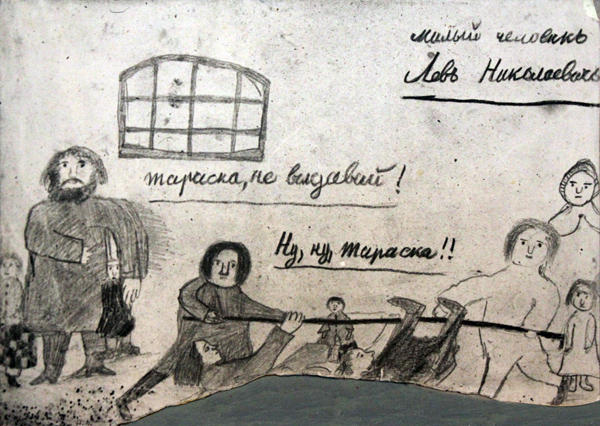 милый человекъ
Левъ Николаевичъ
Тараска, не выдавай!
Ну, ну, Тараска!!